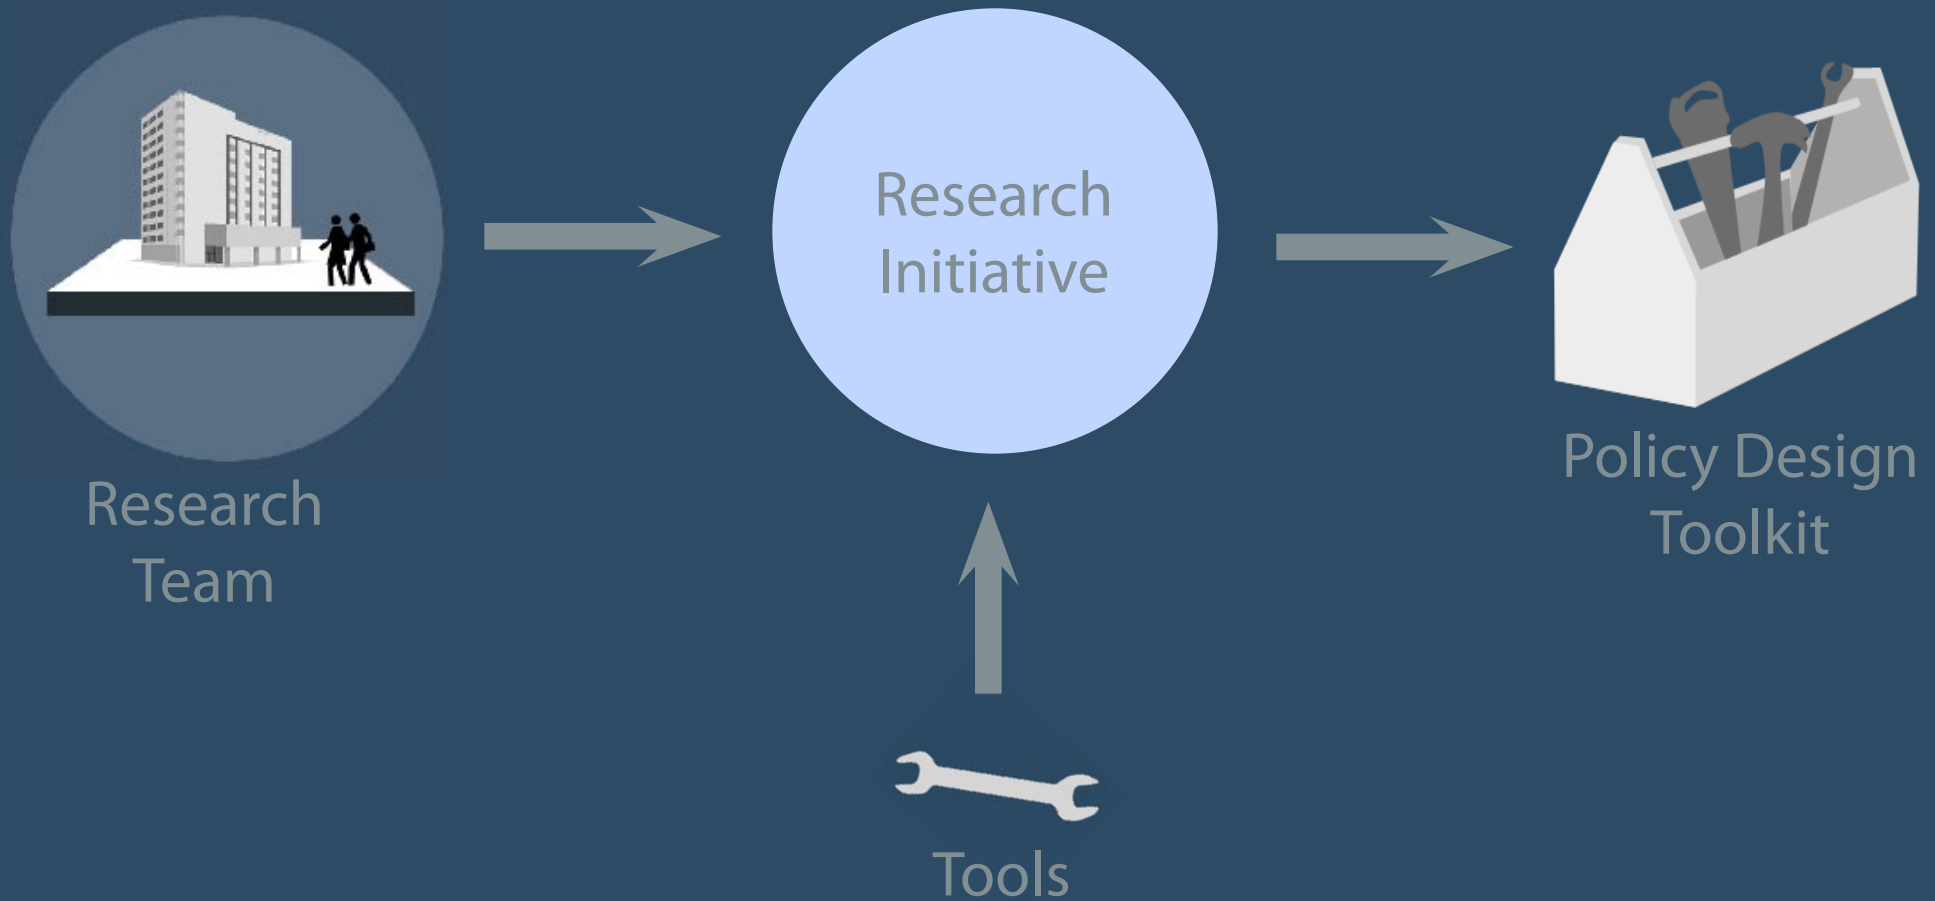 Research
Team
Research
Initiative
Policy Design
Toolkit
Tools